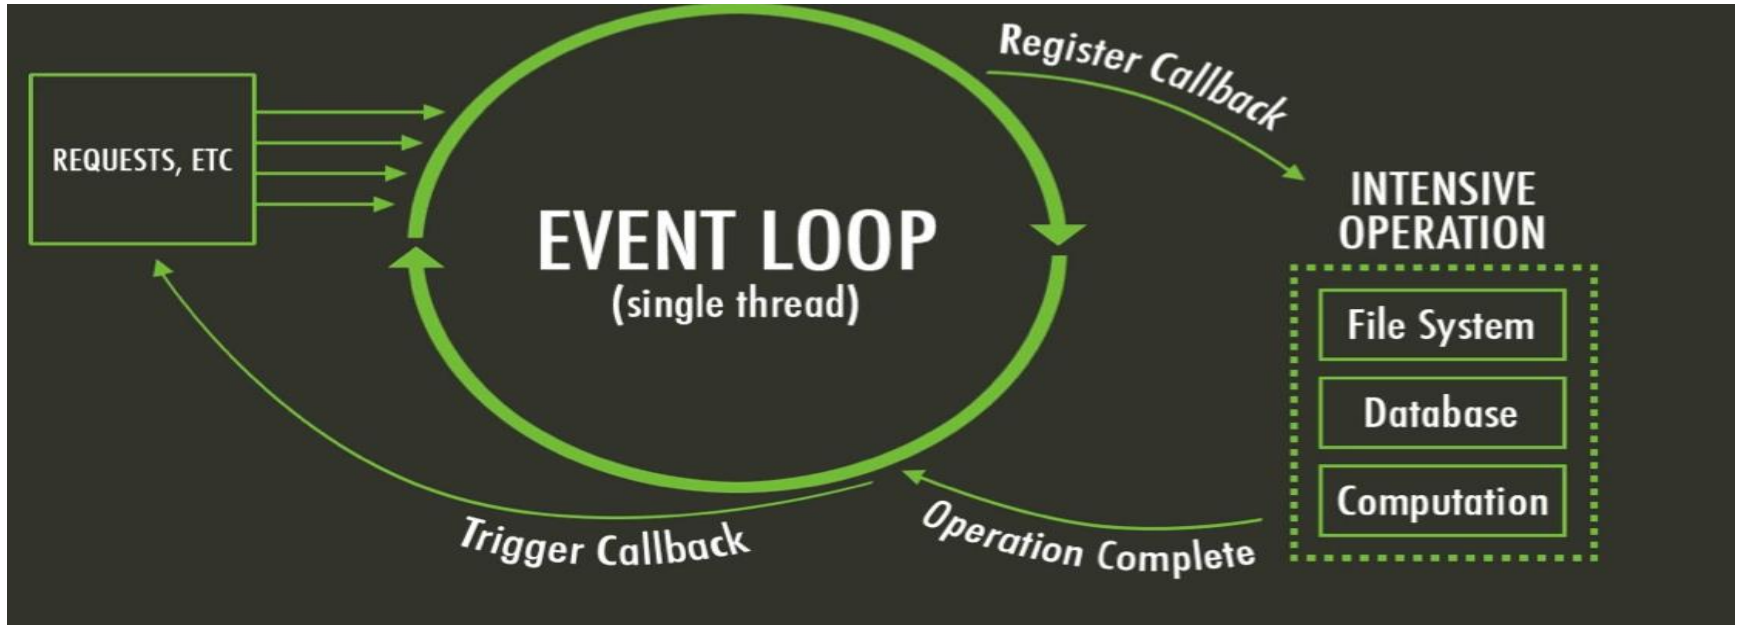 REQUESTS, ETC
EVENT LOOP
(single thread)
Register Callback
INTENSIVE
OPERATION
File System
Database
Computation
Operation Complete
Trigger Callback